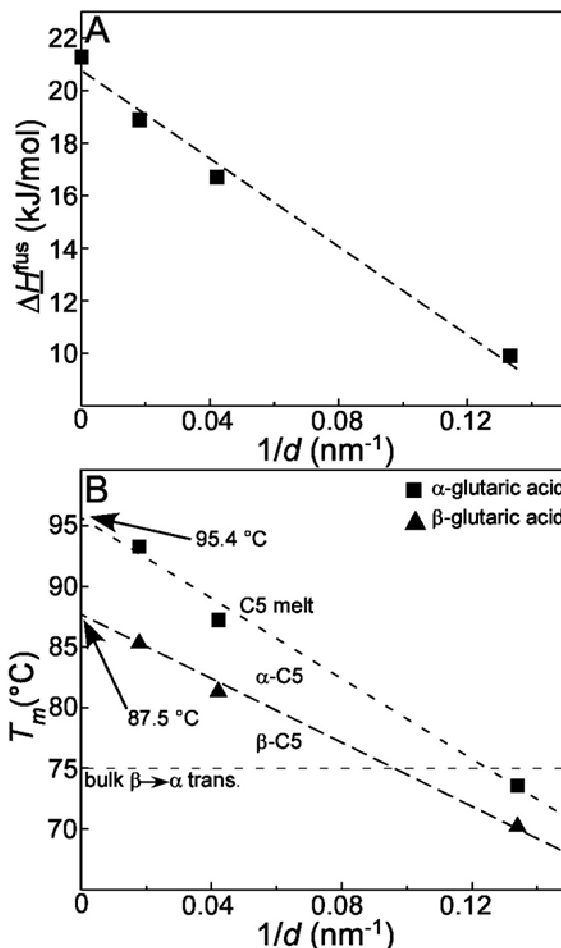 A
22
20
18
16
14
12
10
ΔH^fus (kJ/mol)
0 0.04 0.08 0.12
1/d (nm⁻¹)
B
■ α-glutaric acid
▲ β-glutaric acid
95
90
85
80
75
70
T_m(°C)
95.4 °C
C5 melt
α-C5
87.5 °C
β-C5
bulk β→α trans.
0 0.04 0.08 0.12
1/d (nm⁻¹)